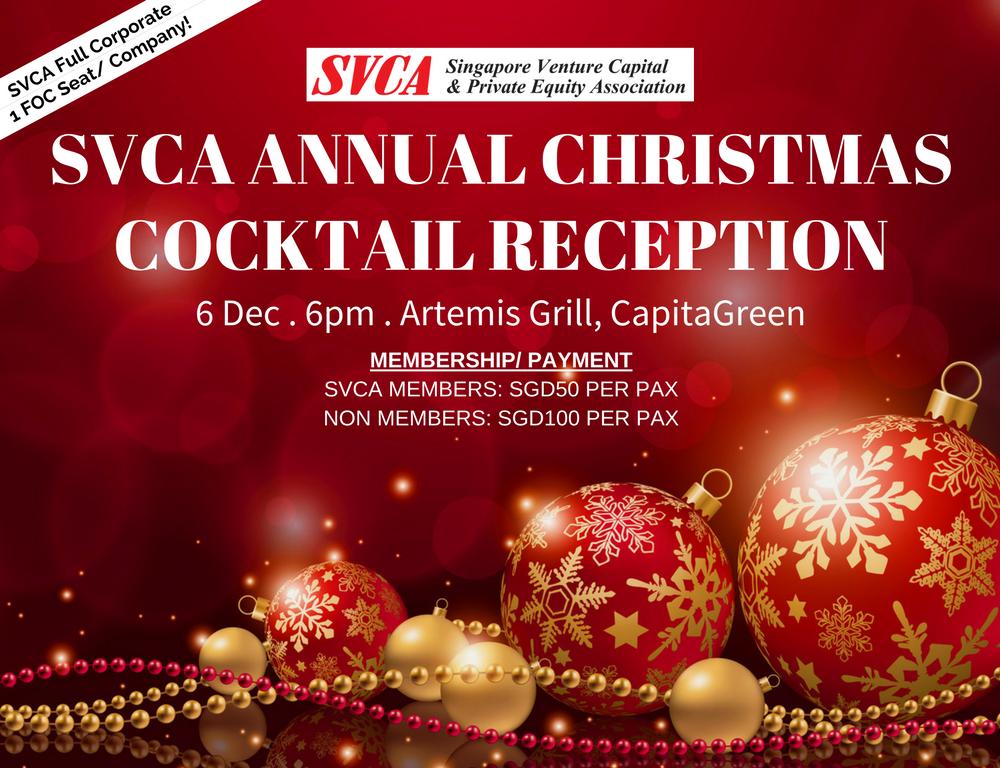 SVCA Full Corporate
1 FOC Seat/ Company!
SVCA Singapore Venture Capital
& Private Equity Association
SVCA ANNUAL CHRISTMAS
COCKTAIL RECEPTION
6 Dec . 6pm . Artemis Grill, CapitaGreen
MEMBERSHIP/ PAYMENT
SVCA MEMBERS: SGD50 PER PAX
NON MEMBERS: SGD100 PER PAX